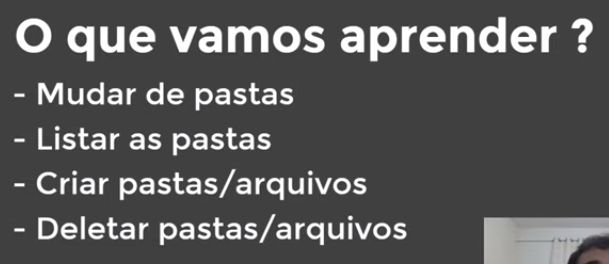 O que vamos aprender ?
- Mudar de pastas
- Listar as pastas
- Criar pastas/arquivos
- Deletar pastas/arquivos